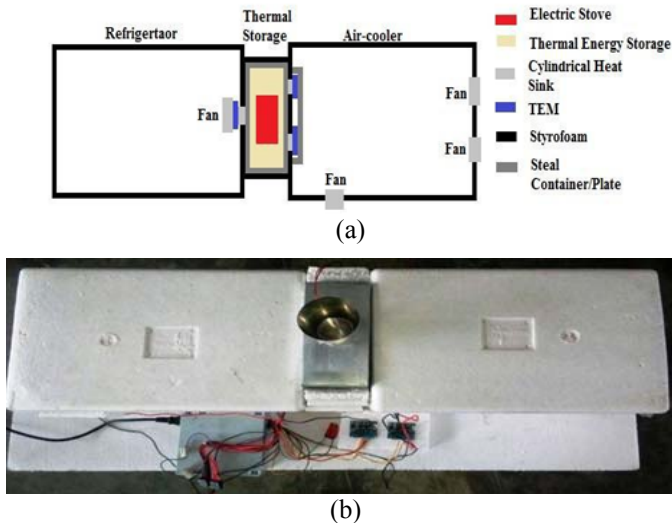 Thermal
Storage
Refrigertaor
Air-cooler
Fan
Fan
Fan
Fan
Electric Stove
Thermal Energy Storage
Cylindrical Heat
Sink
TEM
Styrofoam
Steal
Container/Plate
(a)
(b)